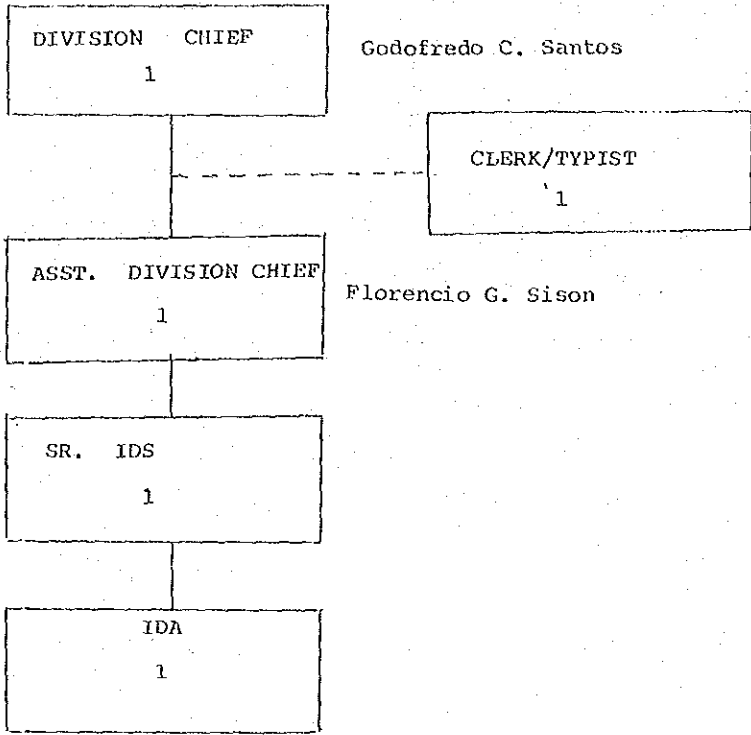 DIVISION CHIEF
1
Godofredo C. Santos
CLERK/TYPIST
1
ASST. DIVISION CHIEF
1
Florencio G. Sison
SR. IDS
1
IDA
1